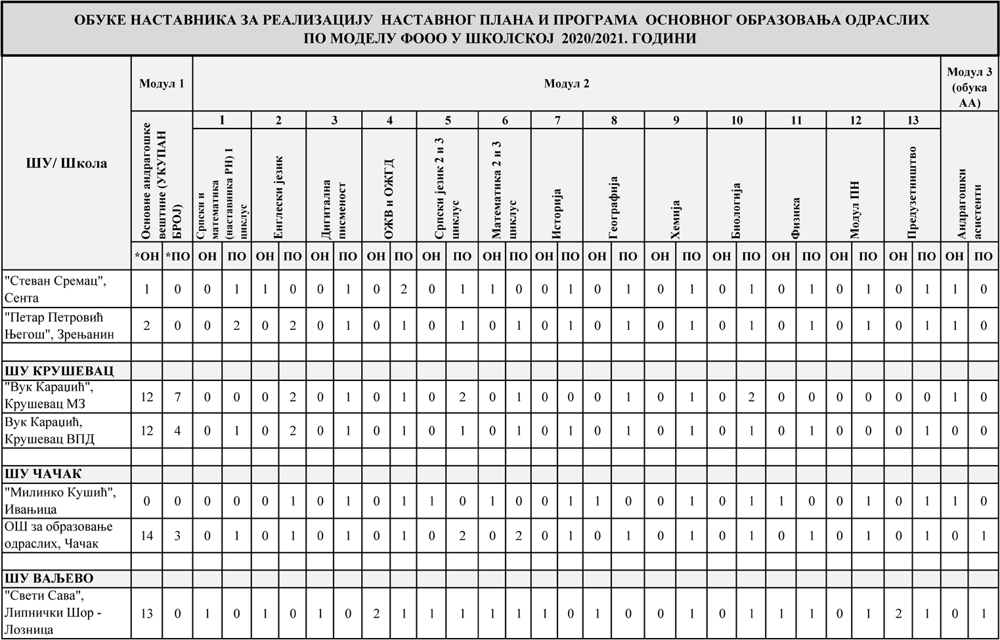 ОБУКЕ НАСТАВНИКА ЗА РЕАЛИЗАЦИЈУ НАСТАВНОГ ПЛАНА И ПРОГРАМА ОСНОВНОГ ОБРАЗОВАЊА ОДРАСЛИХ
ПО МОДЕЛУ ФООО У ШКОЛСКОЈ 2020/2021. ГОДИНИ
ШУ/ Школа
Модул 1
Модул 2
Модул 3
(обука
АА)
1 2 3 4 5 6 7 8 9 10 11 12 13
Основне андрагошке
вештине (УКУПАН
БРОЈ)
Српски и
математика
(наставника РН) 1
циклус
Енглески језик
Дигитална
писменост
ОЖВ и ОЖГД
Српски језик 2 и 3
циклус
Математика 2 и 3
циклус
Историја
Географија
Хемија
Биологија
Физика
Модул ПН
Предузетништво
Андрагошки
асистенти
*ОН *ПО ОН ПО ОН ПО ОН ПО ОН ПО ОН ПО ОН ПО ОН ПО ОН ПО ОН ПО ОН ПО ОН ПО ОН ПО ОН ПО ОН ПО
"Стеван Сремац",
Сента
1 0 0 1 1 0 0 1 0 2 0 1 1 0 0 1 0 1 0 1 0 1 0 1 0 1 0 1 1 0
"Петар Петровић
Његош", Зрењанин
2 0 0 2 0 2 0 1 0 1 0 1 0 1 0 1 0 1 0 1 0 1 0 1 0 1 0 1 1 0
ШУ КРУШЕВАЦ
"Вук Караџић",
Крушевац МЗ
12 7 0 0 0 2 0 1 0 1 0 2 0 1 0 0 0 1 0 1 0 2 0 0 0 0 0 0 1 0
Вук Караџић,
Крушевац ВПД
12 4 0 1 0 2 0 1 0 1 0 1 0 1 0 1 0 1 0 1 0 1 0 1 0 0 0 1 0 0
ШУ ЧАЧАК
"Милинко Кушић",
Ивањица
0 0 0 0 0 1 0 1 0 1 1 0 1 0 0 1 1 0 0 1 0 1 1 0 0 1 0 1 1 0
ОШ за образовање
одраслих, Чачак
14 3 0 1 0 1 0 1 0 1 0 2 0 2 0 1 0 1 0 1 0 1 0 1 0 1 0 1 0 1
ШУ ВАЉЕВО
"Свети Сава",
Липнички Шор -
Лозница
13 0 1 0 1 0 1 0 2 1 1 1 1 1 1 0 1 0 0 1 0 1 1 1 0 1 2 1 0 1